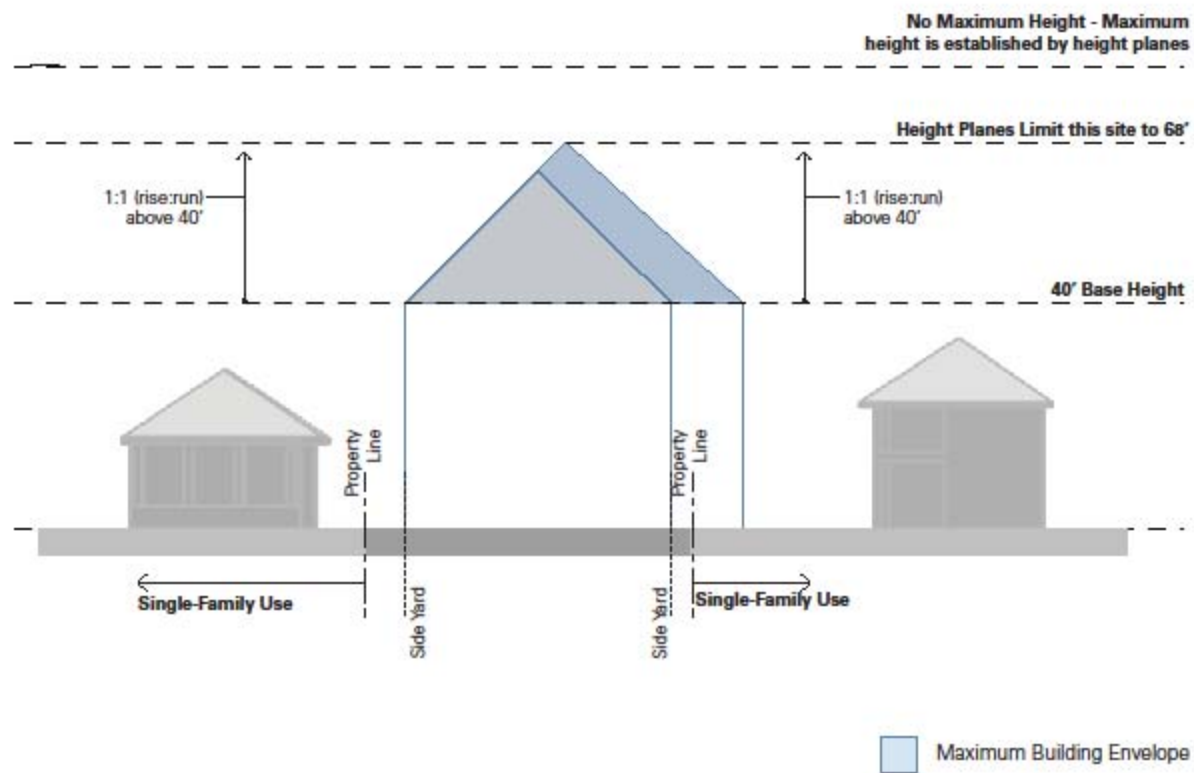 No Maximum Height - Maximum
height is established by height planes
Height Planes Limit this site to 68'
1:1 (rise:run)
above 40'
1:1 (rise:run)
above 40'
40' Base Height
Property
Line
Property
Line
Single-Family Use
Side Yard
Side Yard
Single-Family Use
Maximum Building Envelope